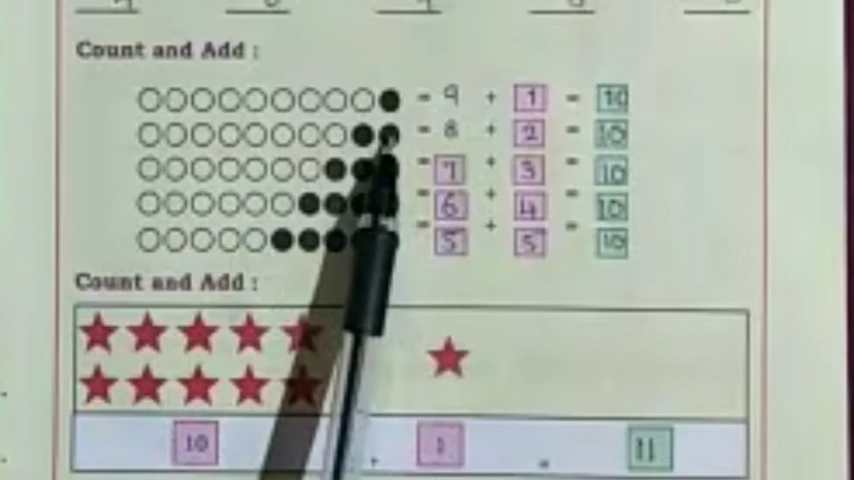 Count and Add :
= 9 + 1 = 10
= 8 + 2 = 10
= 7 + 3 = 10
= 6 + 4 = 10
= 5 + 5 = 10
Count and Add :
10 + 1 = 11